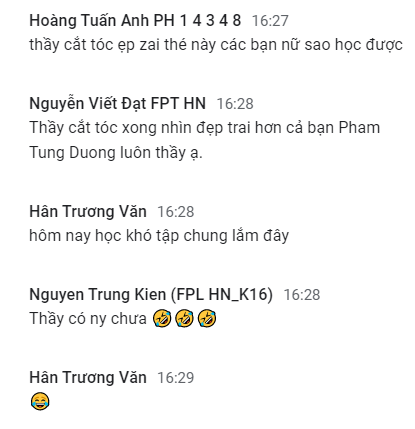 Hoàng Tuấn Anh PH 1 4 3 4 8 16:27
thầy cắt tóc ẹp zai thé này các bạn nữ sao học được
Nguyễn Viết Đạt FPT HN 16:28
Thầy cắt tóc xong nhìn đẹp trai hơn cả bạn Pham
Tung Duong luôn thầy ạ.
Hân Trương Văn 16:28
hôm nay học khó tập chung lắm đây
Nguyen Trung Kien (FPL HN_K16) 16:28
Thầy có ny chưa 🤣🤣🤣
Hân Trương Văn 16:29
😂